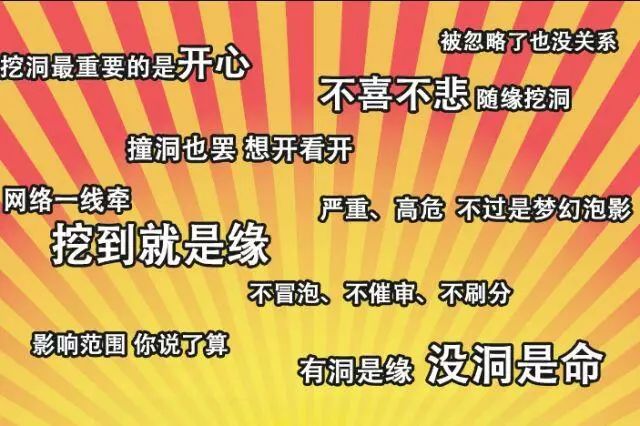 被忽略了也没关系
挖洞最重要的是开心
不喜不悲 随缘挖洞
撞洞也罢 想开看开
网络一线牵
严重、高危 不过是梦幻泡影
挖到就是缘
不冒泡、不催审、不刷分
影响范围 你说了算
有洞是缘 没洞是命